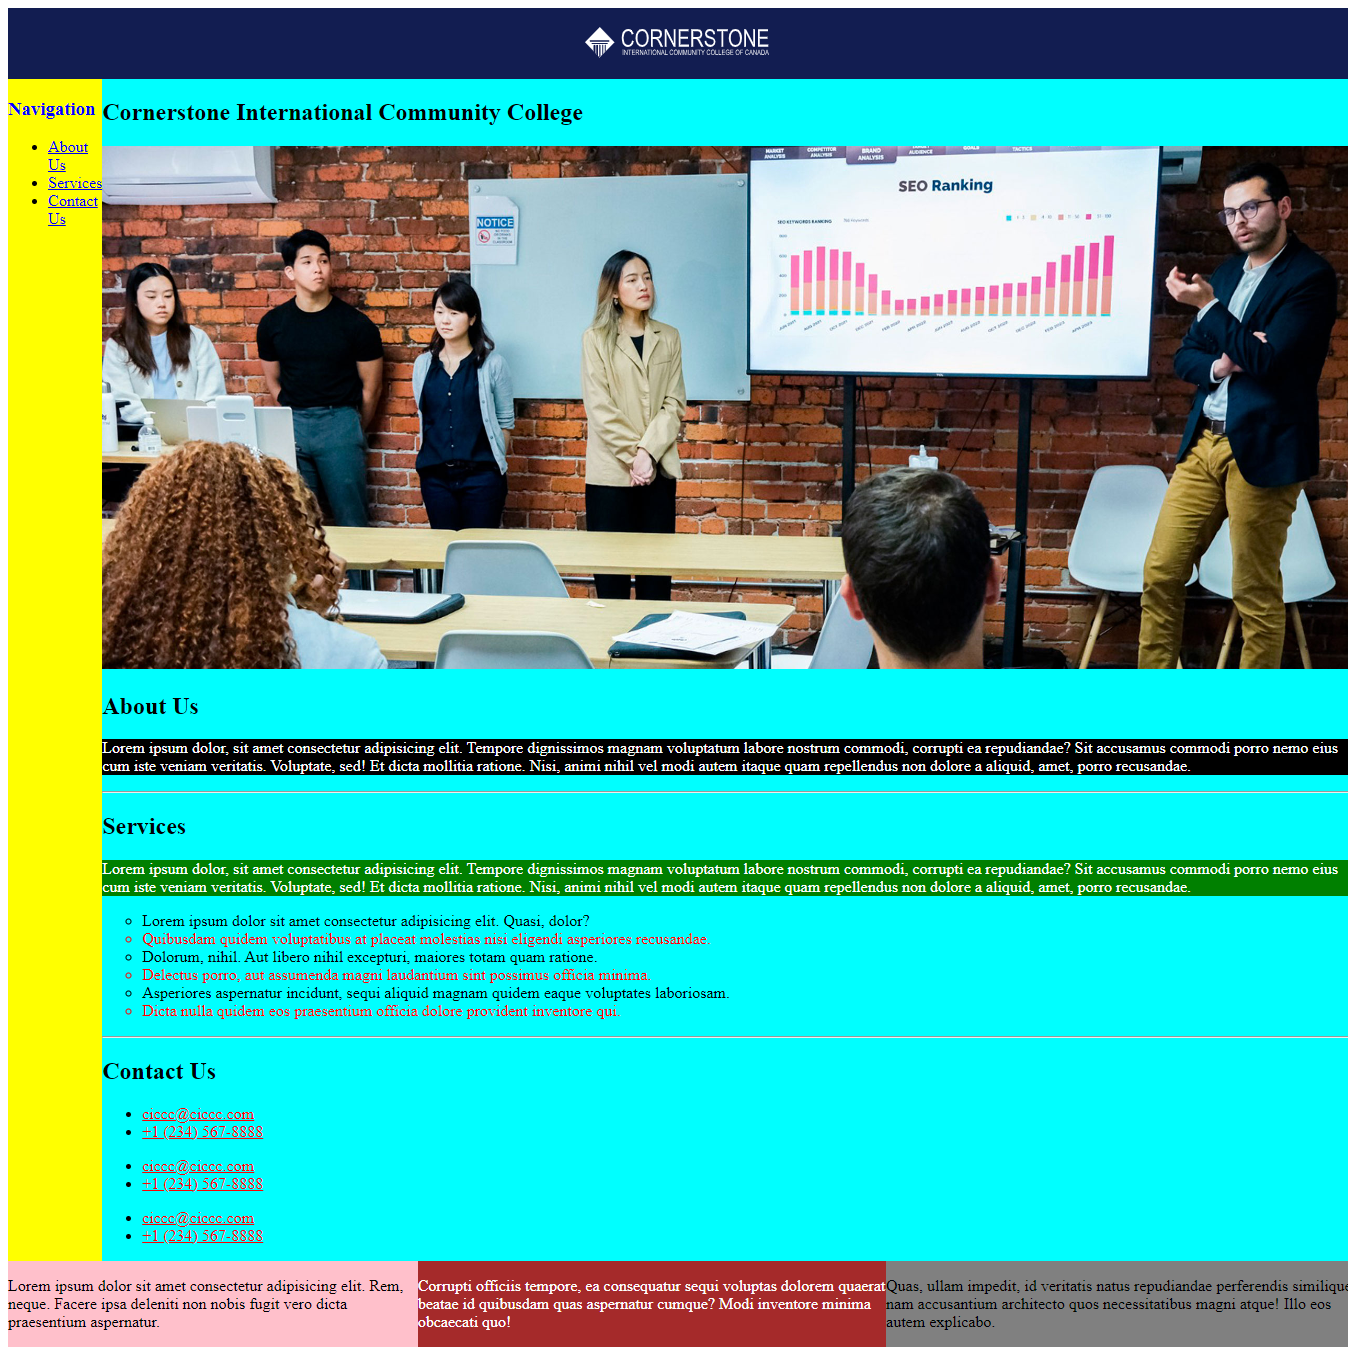 CORNERSTONE
INTERNATIONAL COMMUNITY COLLEGE OF CANADA
Navigation
About
Us
Services
Contact
Us
Cornerstone International Community College
MARKET
ANALYSIS
COMPETITOR
ANALYSIS
BRAND
ANALYSIS
TARGET
AUDIENCE
GOALS
TACTICS
SEO Ranking
SEO KEYWORDS RANKING
NOTICE
About Us
Lorem ipsum dolor, sit amet consectetur adipisicing elit. Tempore dignissimos magnam voluptatum labore nostrum commodi, corrupti ea repudiandae? Sit accusamus commodi porro nemo eius
cum iste veniam veritatis. Voluptate, sed! Et dicta mollitia ratione. Nisi, animi nihil vel modi autem itaque quam repellendus non dolore a aliquid, amet, porro recusandae.
Services
Lorem ipsum dolor, sit amet consectetur adipisicing elit. Tempore dignissimos magnam voluptatum labore nostrum commodi, corrupti ea repudiandae? Sit accusamus commodi porro nemo eius
cum iste veniam veritatis. Voluptate, sed! Et dicta mollitia ratione. Nisi, animi nihil vel modi autem itaque quam repellendus non dolore a aliquid, amet, porro recusandae.
Lorem ipsum dolor sit amet consectetur adipisicing elit. Quasi, dolor?
Quibusdam quidem voluptatibus at placeat molestias nisi eligendi asperiores recusandae.
Dolorum, nihil. Aut libero nihil excepturi, maiores totam quam ratione.
Delectus porro, aut assumenda magni laudantium sint possimus officia minima.
Asperiores aspernatur incidunt, sequi aliquid magnam quidem eaque voluptates laboriosam.
Dicta nulla quidem eos praesentium officia dolore provident inventore qui.
Contact Us
ciccc@ciccc.com
+1 (234) 567-8888
ciccc@ciccc.com
+1 (234) 567-8888
ciccc@ciccc.com
+1 (234) 567-8888
Lorem ipsum dolor sit amet consectetur adipisicing elit. Rem,
neque. Facere ipsa deleniti non nobis fugit vero dicta
praesentium aspernatur.
Corrupti officiis tempore, ea consequatur sequi voluptas dolorem quaerat
beatae id quibusdam quas aspernatur cumque? Modi inventore minima
obcaecati quo!
Quas, ullam impedit, id veritatis natus repudiandae perferendis similique
nam accusantium architecto quos necessitatibus magni atque! Illo eos
autem explicabo.